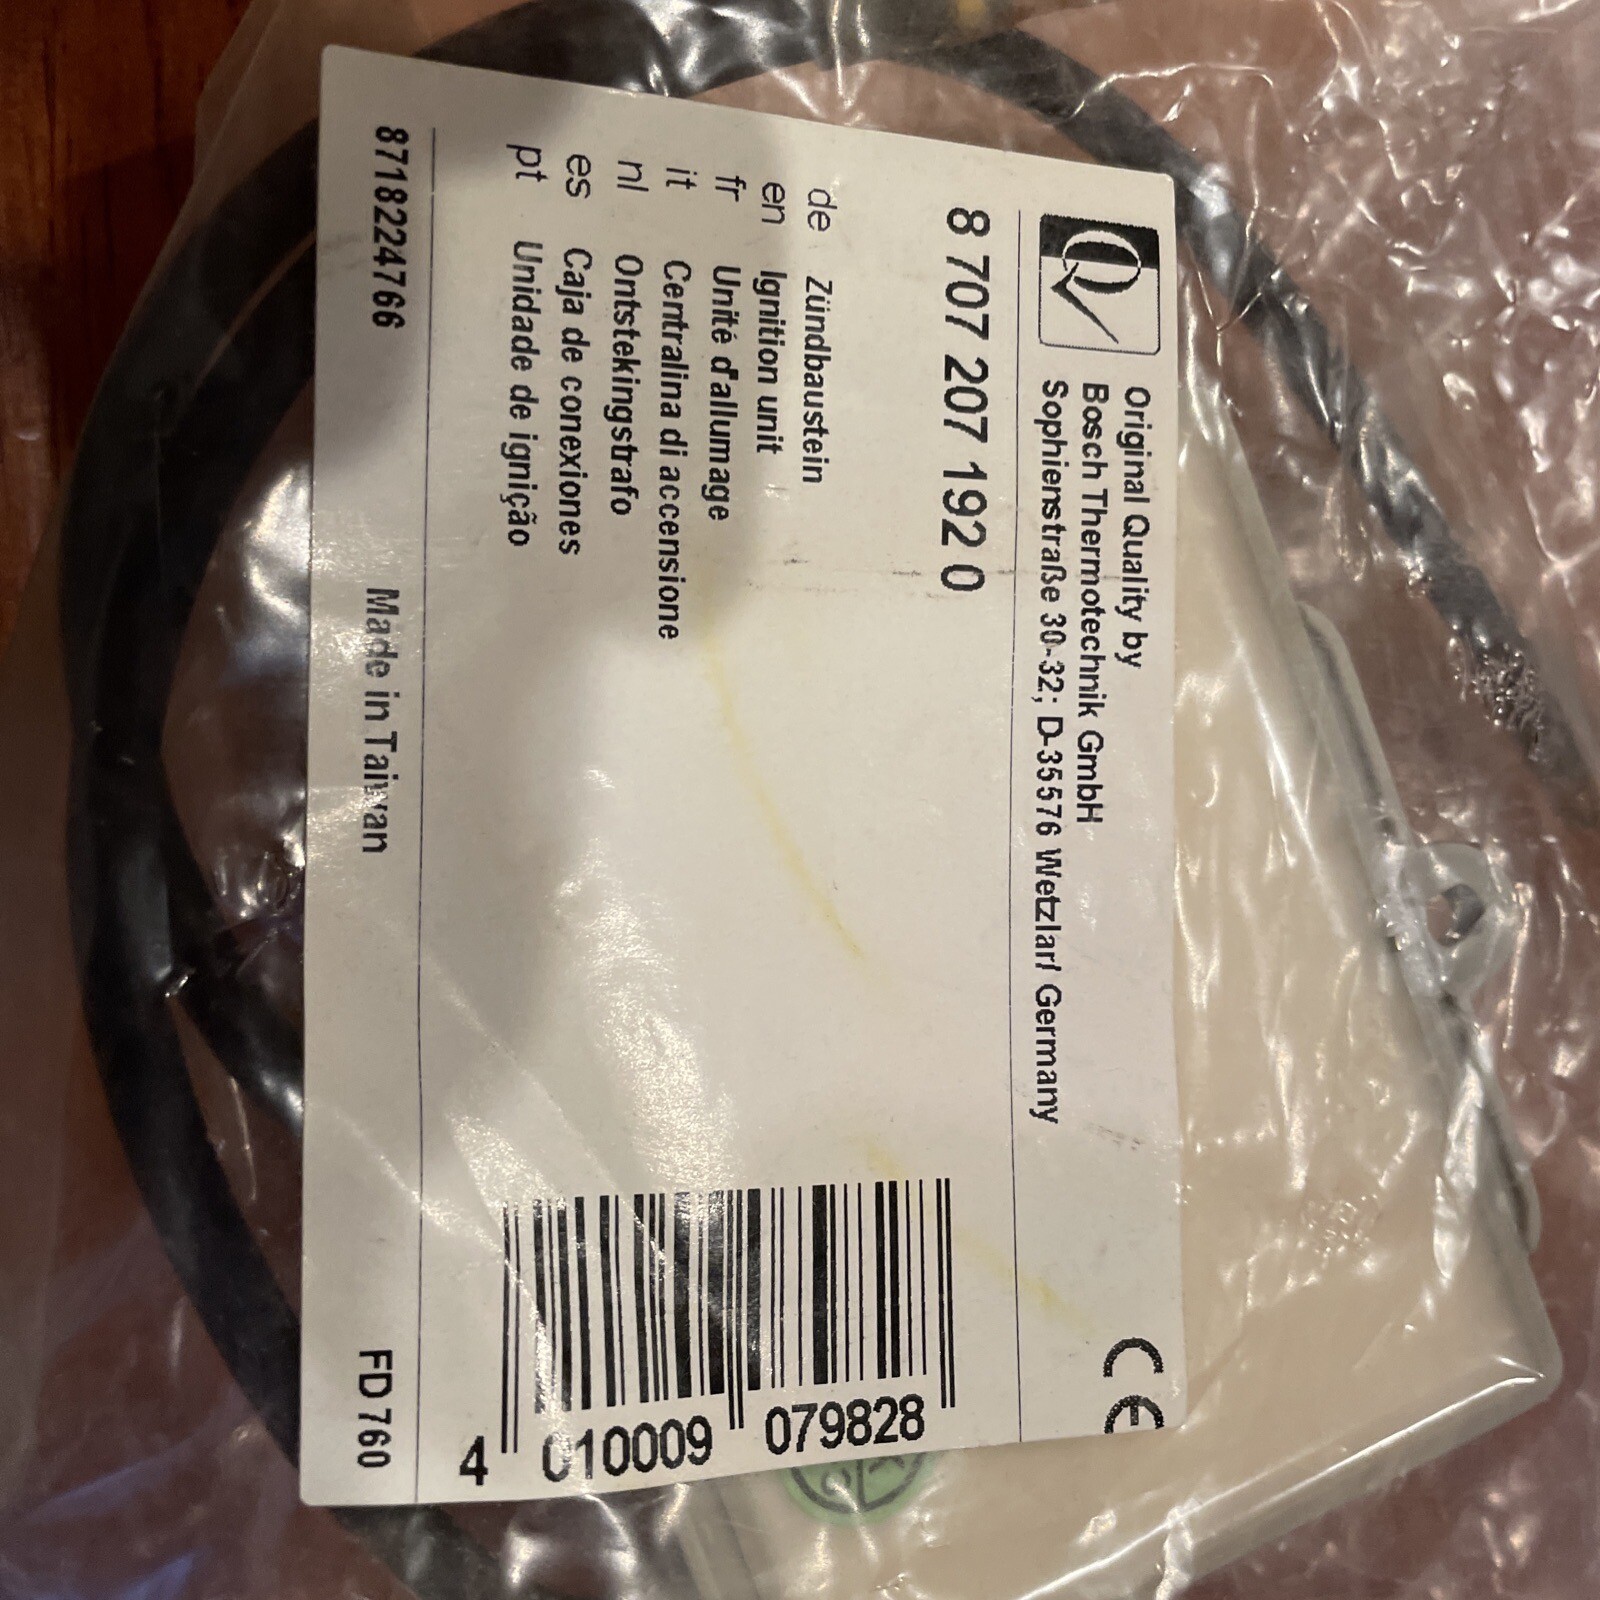 Original Quality by
Bosch Thermotechnik GmbH
Sophienstraße 30-32; D-35576 Wetzlar/ Germany
CE
8 707 207 192 0
de Zündbaustein
en Ignition unit
fr Unité d'allumage
it Centralina di accensione
nl Ontstekingstrafo
es Caja de conexiones
pt Unidade de ignição
4 010009 079828
8718224766 Made in Taiwan FD 760